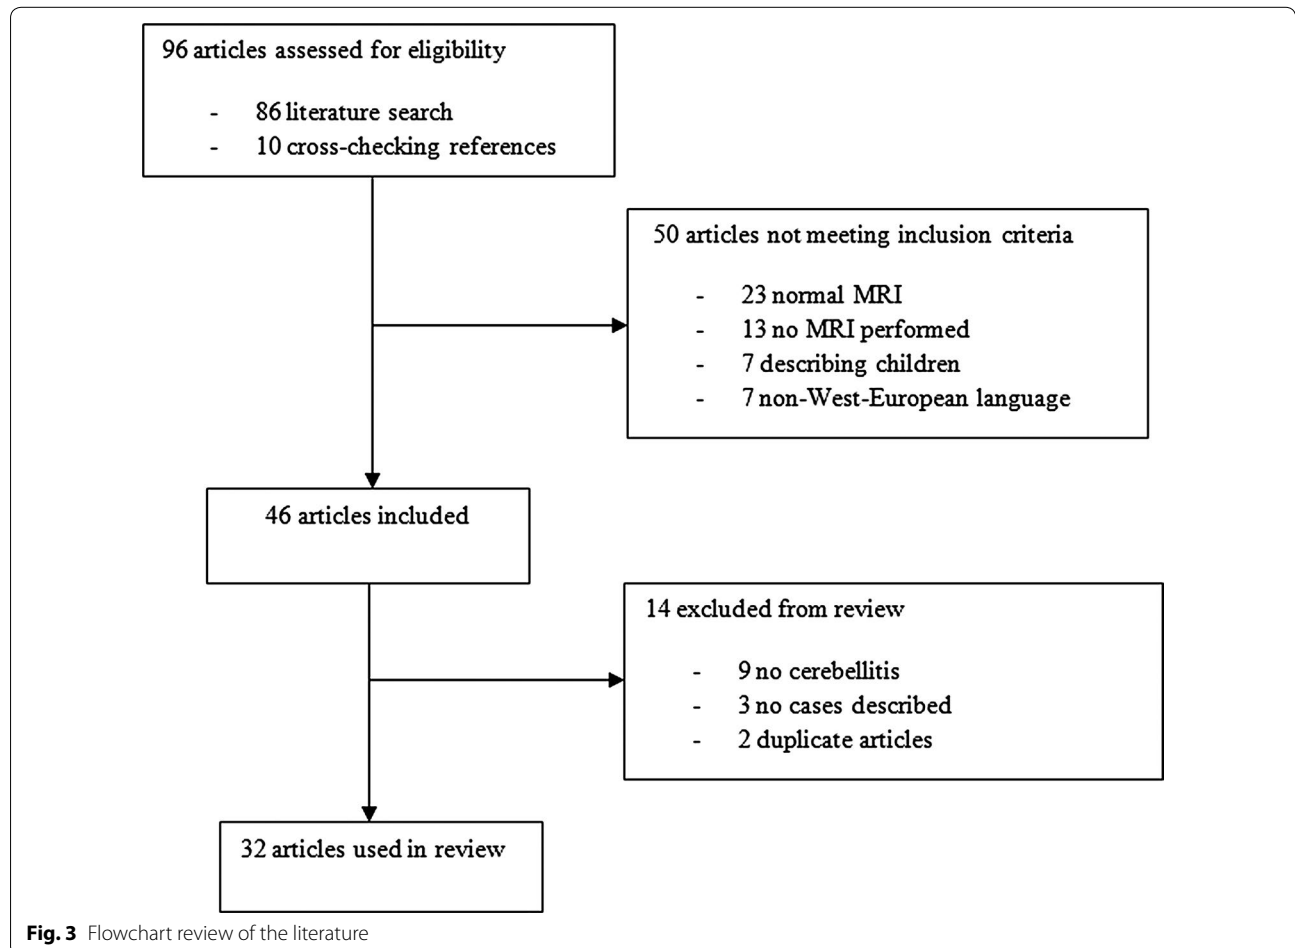 96 articles assessed for eligibility
- 86 literature search
- 10 cross-checking references
50 articles not meeting inclusion criteria
- 23 normal MRI
- 13 no MRI performed
- 7 describing children
- 7 non-West-European language
46 articles included
14 excluded from review
- 9 no cerebellitis
- 3 no cases described
- 2 duplicate articles
32 articles used in review
Fig. 3 Flowchart review of the literature